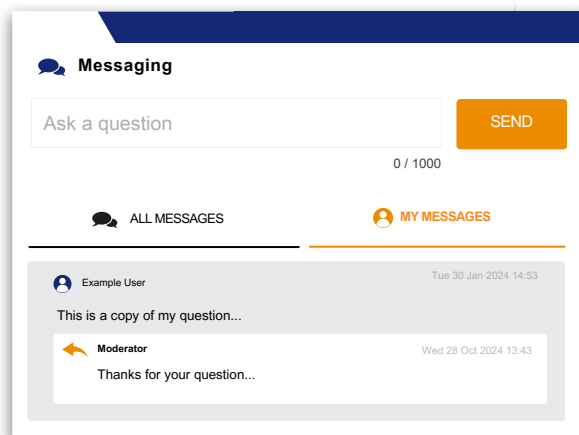 Messaging
Ask a question
SEND
0 / 1000
ALL MESSAGES
MY MESSAGES
Example User
Tue 30 Jan 2024 14:53
This is a copy of my question...
Moderator
Wed 28 Oct 2024 13:43
Thanks for your question...